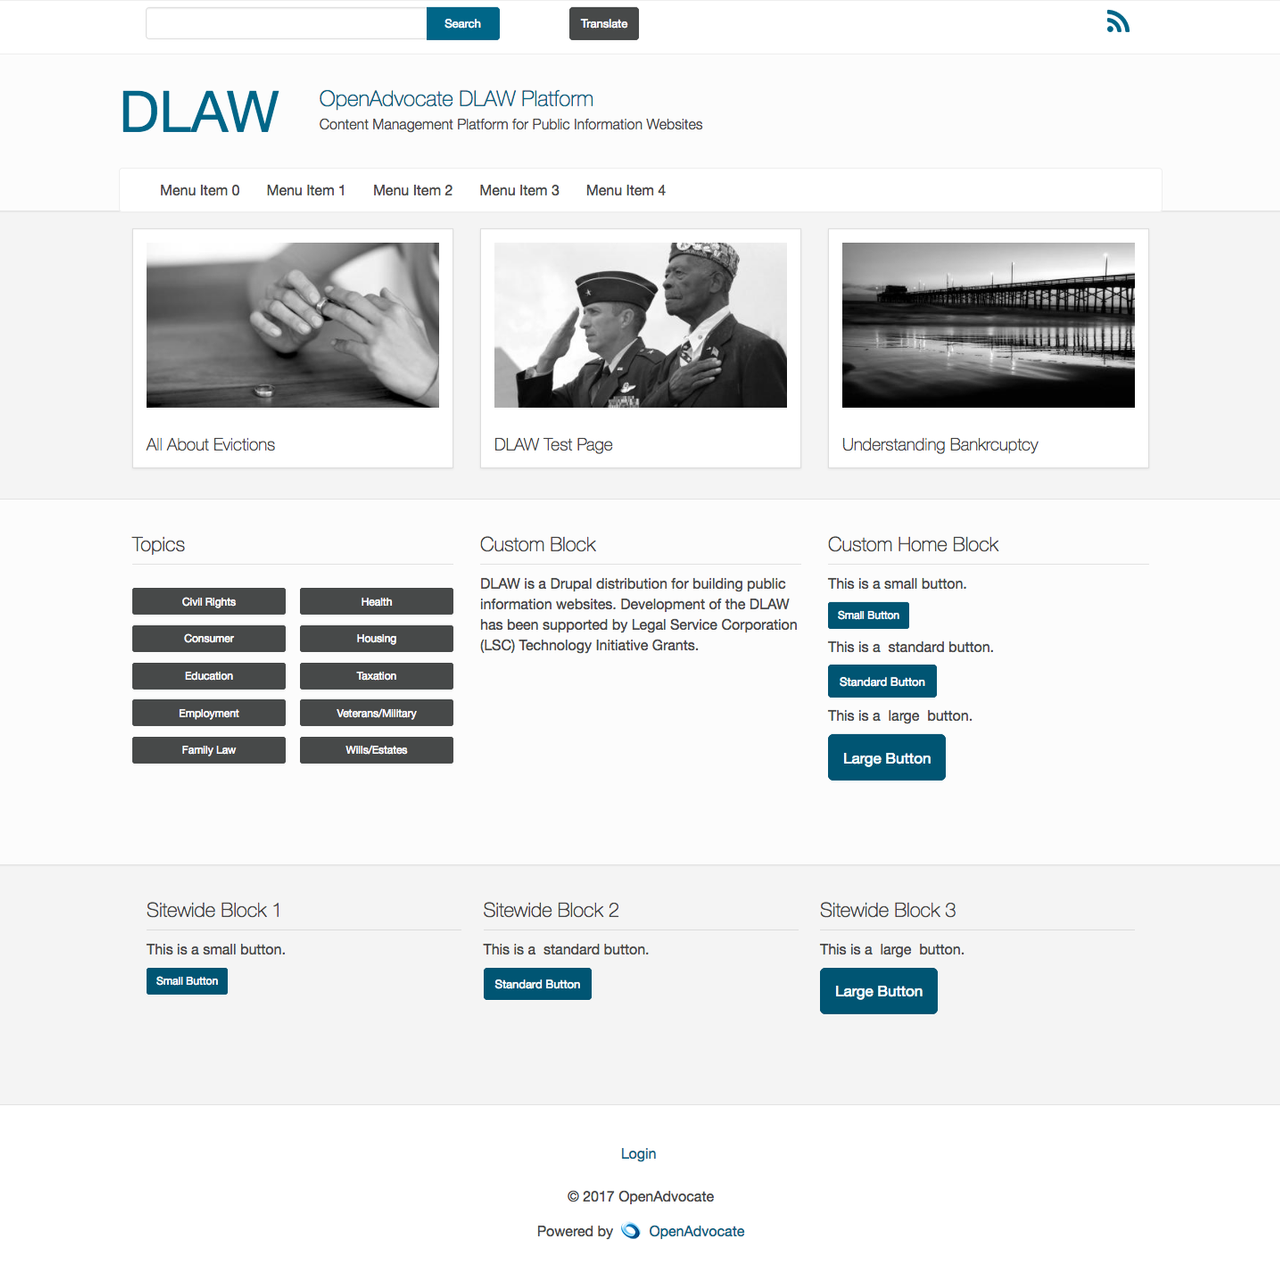 Search
Translate
DLAW
OpenAdvocate DLAW Platform
Content Management Platform for Public Information Websites
Menu Item 0
Menu Item 1
Menu Item 2
Menu Item 3
Menu Item 4
All About Evictions
DLAW Test Page
Understanding Bankrcuptcy
Topics
Civil Rights
Health
Consumer
Housing
Education
Taxation
Employment
Veterans/Military
Family Law
Wills/Estates
Custom Block
DLAW is a Drupal distribution for building public
information websites. Development of the DLAW
has been supported by Legal Service Corporation
(LSC) Technology Initiative Grants.
Custom Home Block
This is a small button.
Small Button
This is a  standard button.
Standard Button
This is a  large  button.
Large Button
Sitewide Block 1
This is a small button.
Small Button
Sitewide Block 2
This is a  standard button.
Standard Button
Sitewide Block 3
This is a  large  button.
Large Button
Login
© 2017 OpenAdvocate
Powered by OpenAdvocate